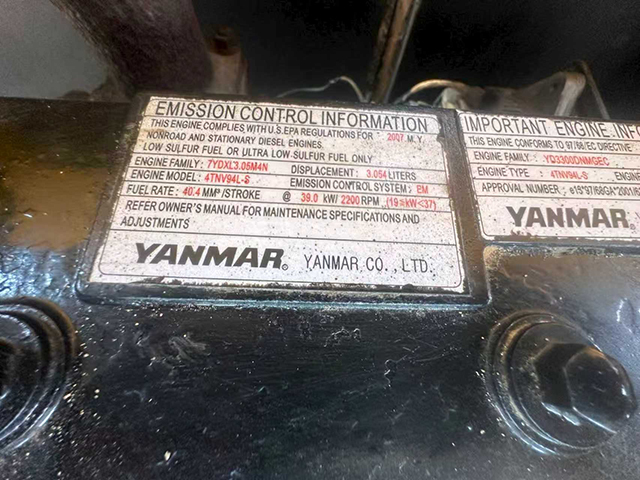 EMISSION CONTROL INFORMATION
THIS ENGINE COMPLIES WITH U.S.EPA REGULATIONS FOR 2007 M.Y.
NONROAD AND STATIONARY DIESEL ENGINES.
LOW SULFUR FUEL OR ULTRA LOW-SULFUR FUEL ONLY
ENGINE FAMILY: 7YDXL3.05M4N DISPLACEMENT: 3.054 LITERS
ENGINE MODEL: 4TNV94L-S EMISSION CONTROL SYSTEM: EM
FUEL RATE: 40.4 MM³/STROKE @ 39.0 kW/ 2200 RPM (19≦kW<37)
REFER OWNER'S MANUAL FOR MAINTENANCE SPECIFICATIONS AND
ADJUSTMENTS
YANMAR® YANMAR CO., LTD.
IMPORTANT ENGINE
THIS ENGINE CONFORMS TO 97/68/EC DIRECTIVE
ENGINE FAMILY: YD3300DNMGEC
ENGINE TYPE: 4TNV94L-S
APPROVAL NUMBER:
YANMAR®